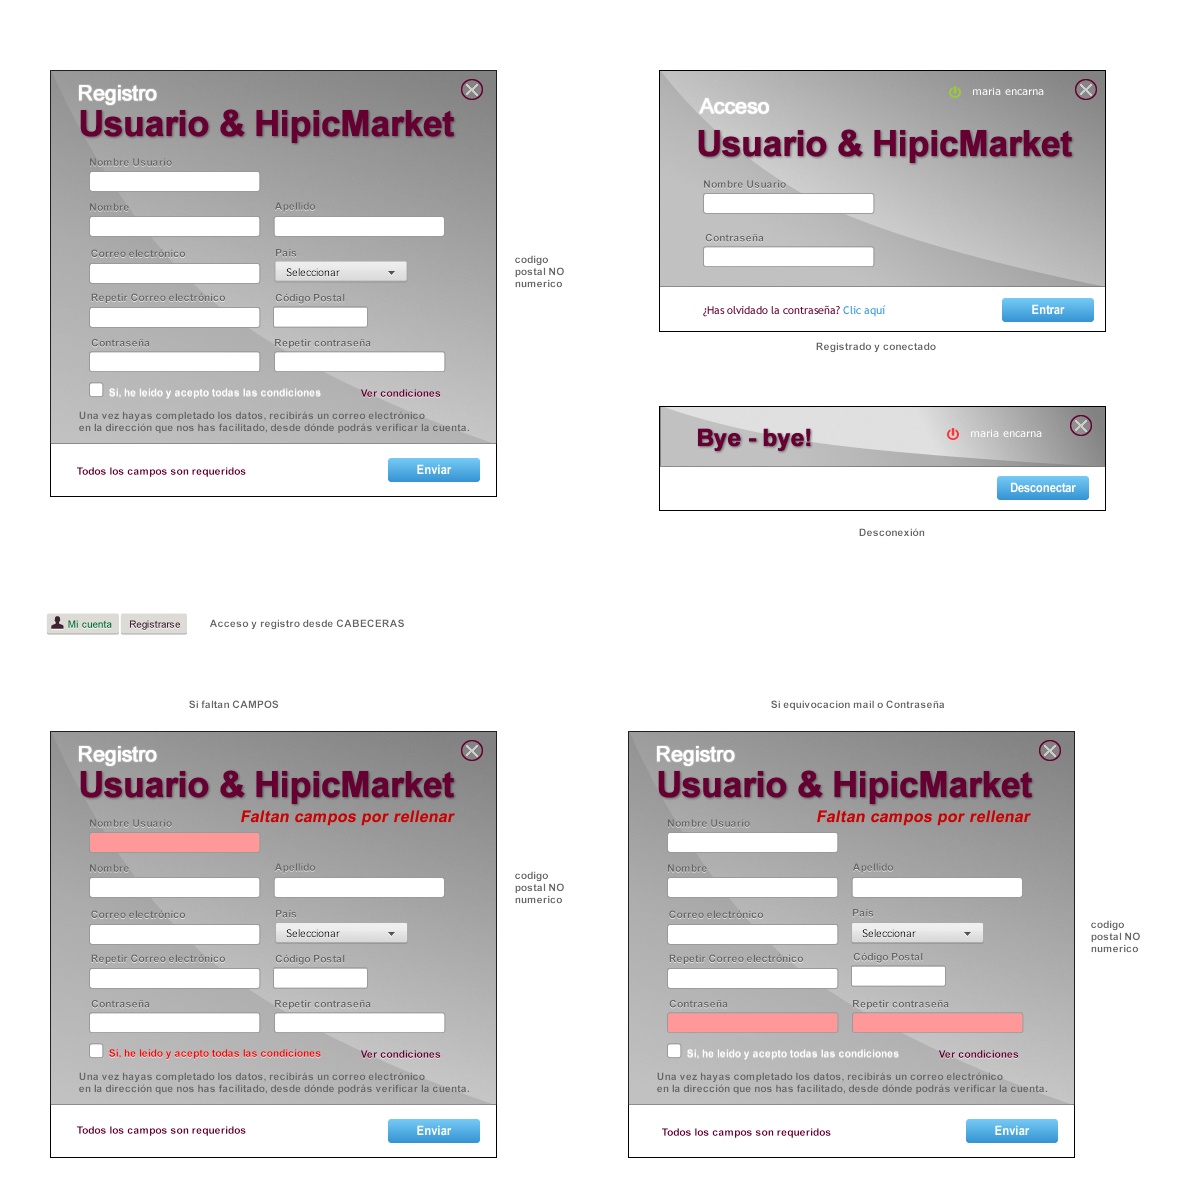 Registro
Usuario & HipicMarket
Nombre Usuario
Nombre
Apellido
Correo electrónico
País
Seleccionar
Repetir Correo electrónico
Código Postal
Contraseña
Repetir contraseña
Si, he leido y acepto todas las condiciones
Ver condiciones
Una vez hayas completado los datos, recibirás un correo electrónico
en la dirección que nos has facilitado, desde dónde podrás verificar la cuenta.
Todos los campos son requeridos
Enviar
codigo
postal NO
numerico
maria encarna
Acceso
Usuario & HipicMarket
Nombre Usuario
Contraseña
¿Has olvidado la contraseña? Clic aquí
Entrar
Registrado y conectado
Bye - bye!
maria encarna
Desconectar
Desconexión
Mi cuenta
Registrarse
Acceso y registro desde CABECERAS
Si faltan CAMPOS
Registro
Usuario & HipicMarket
Faltan campos por rellenar
Nombre Usuario
Nombre
Apellido
Correo electrónico
País
Seleccionar
Repetir Correo electrónico
Código Postal
Contraseña
Repetir contraseña
Si, he leido y acepto todas las condiciones
Ver condiciones
Una vez hayas completado los datos, recibirás un correo electrónico
en la dirección que nos has facilitado, desde dónde podrás verificar la cuenta.
Todos los campos son requeridos
Enviar
codigo
postal NO
numerico
Si equivocacion mail o Contraseña
Registro
Usuario & HipicMarket
Faltan campos por rellenar
Nombre Usuario
Nombre
Apellido
Correo electrónico
País
Seleccionar
Repetir Correo electrónico
Código Postal
Contraseña
Repetir contraseña
Si, he leido y acepto todas las condiciones
Ver condiciones
Una vez hayas completado los datos, recibirás un correo electrónico
en la dirección que nos has facilitado, desde dónde podrás verificar la cuenta.
Todos los campos son requeridos
Enviar
codigo
postal NO
numerico